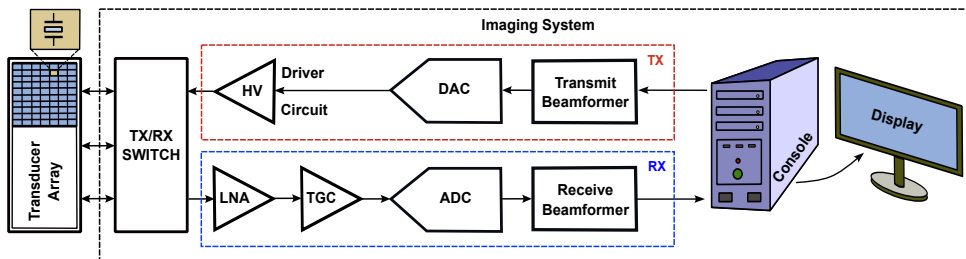 Imaging System
Transducer
Array
TX/RX
SWITCH
TX
HV
Driver
Circuit
DAC
Transmit
Beamformer
RX
LNA
TGC
ADC
Receive
Beamformer
Console
Display